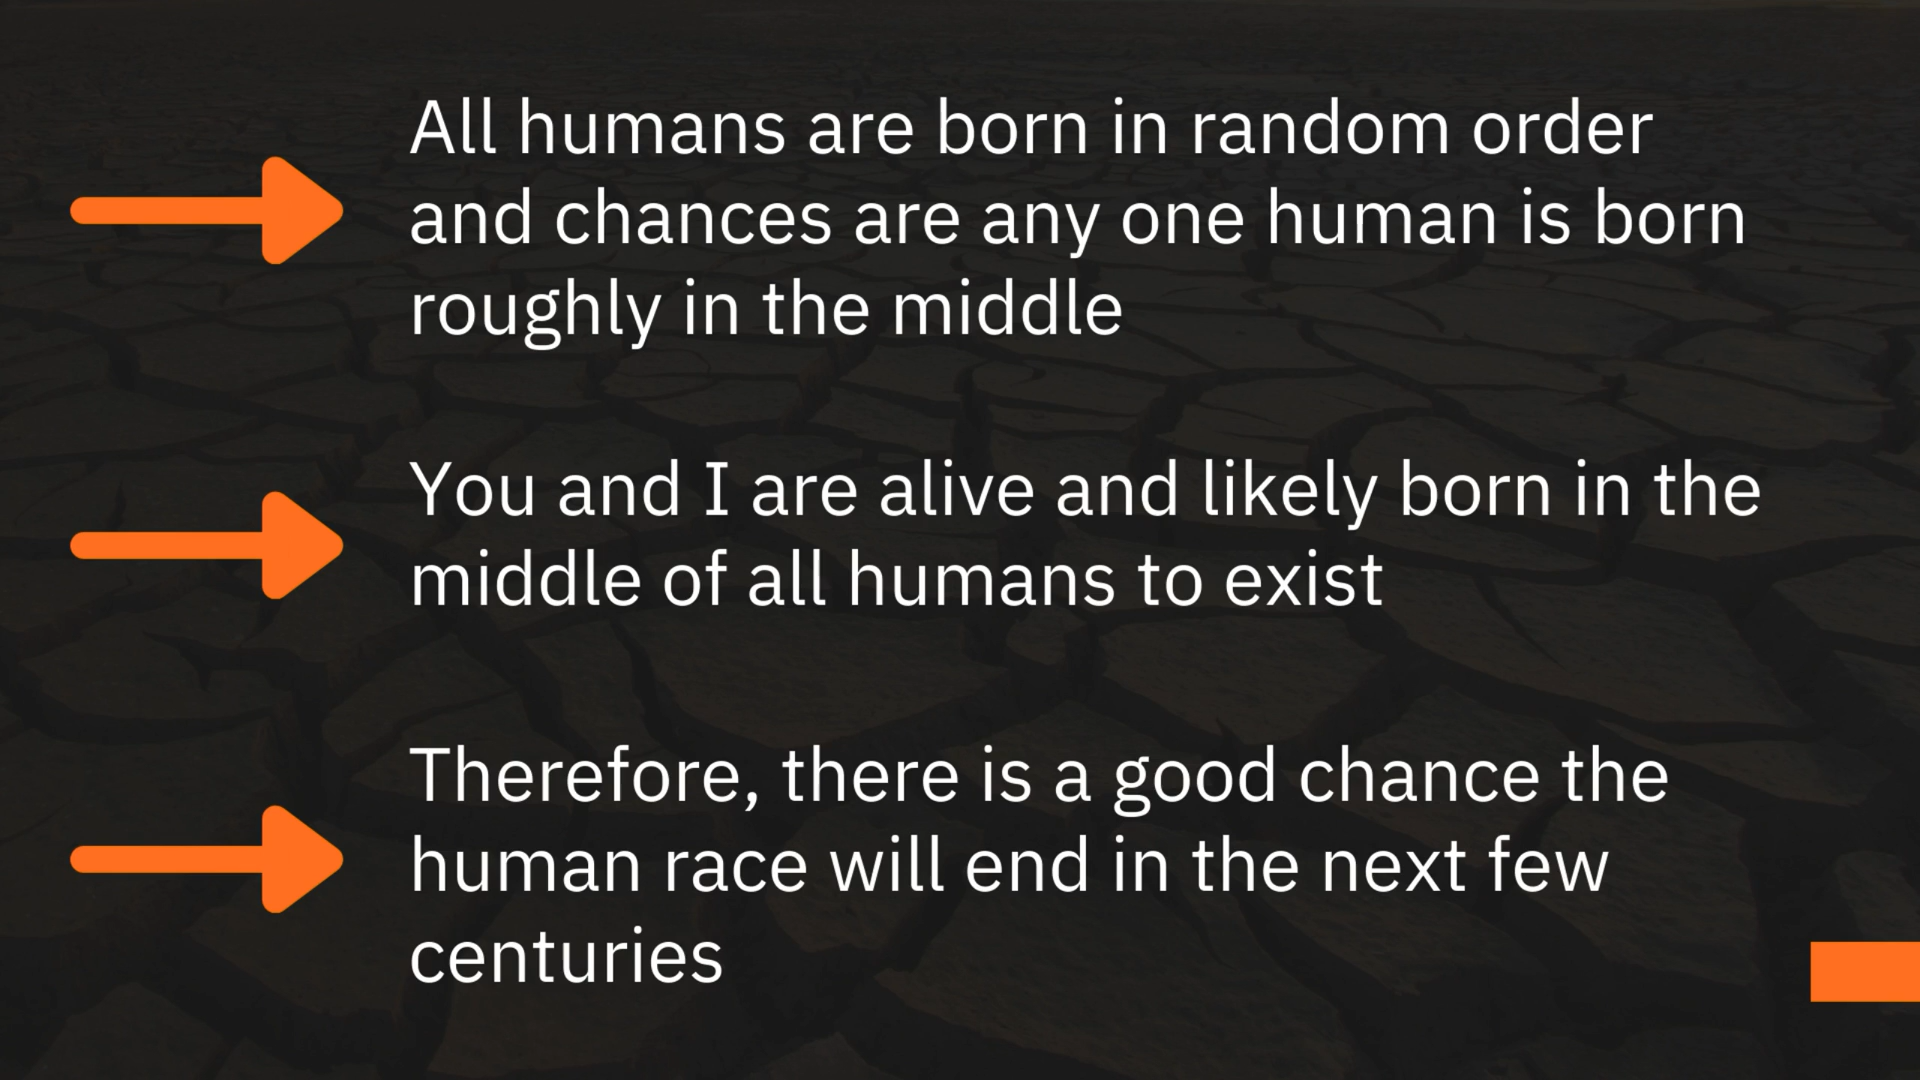 All humans are born in random order
and chances are any one human is born
roughly in the middle
You and I are alive and likely born in the
middle of all humans to exist
Therefore, there is a good chance the
human race will end in the next few
centuries